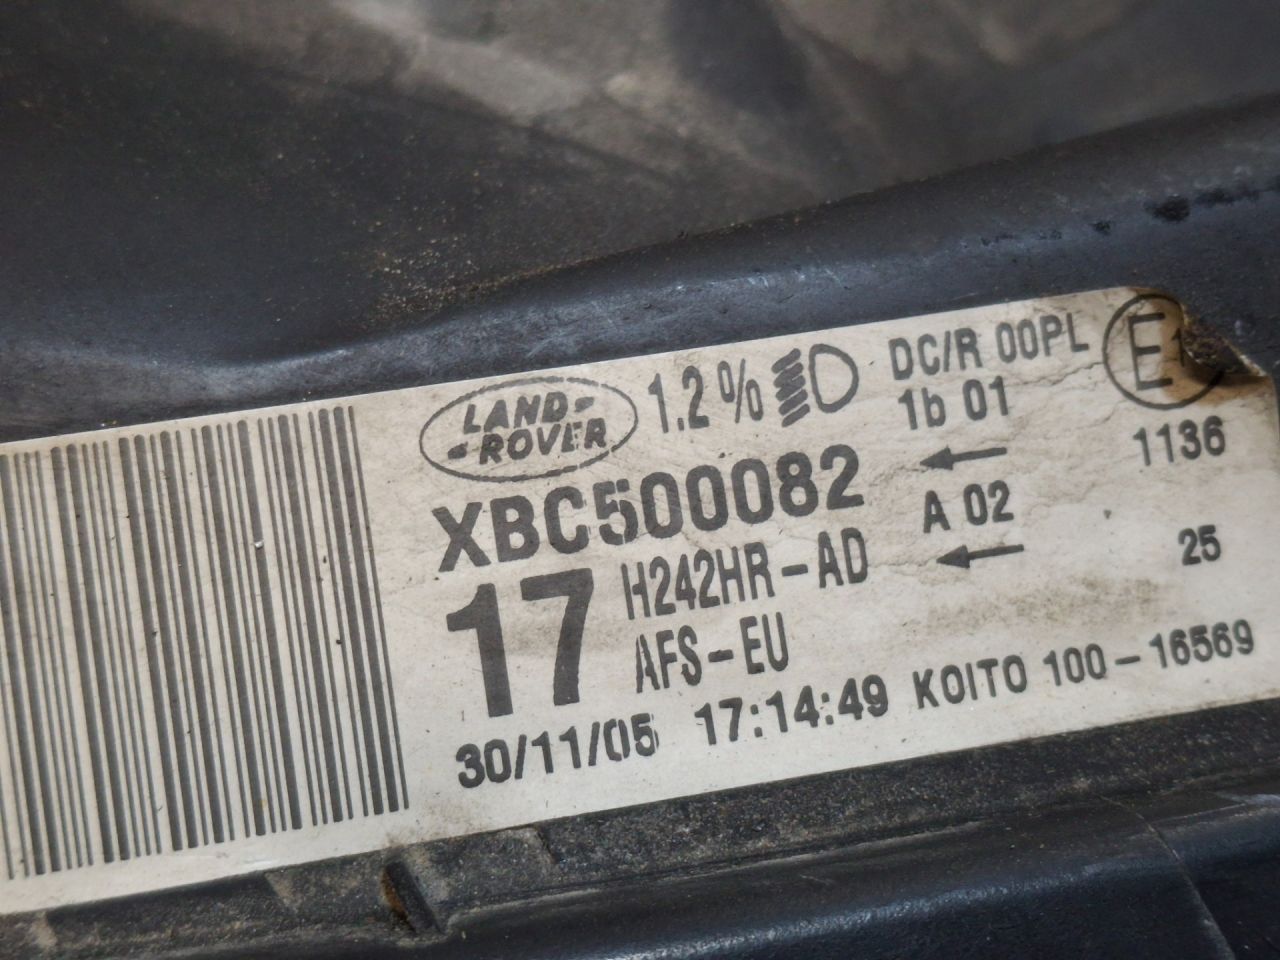 LAND-
-ROVER
1.2%
DC/R 00PL
1b 01
E1
1136
XBC500082
A 02
17
H242HR-AD
25
AFS-EU
30/11/05 17:14:49 KOITO 100-16569